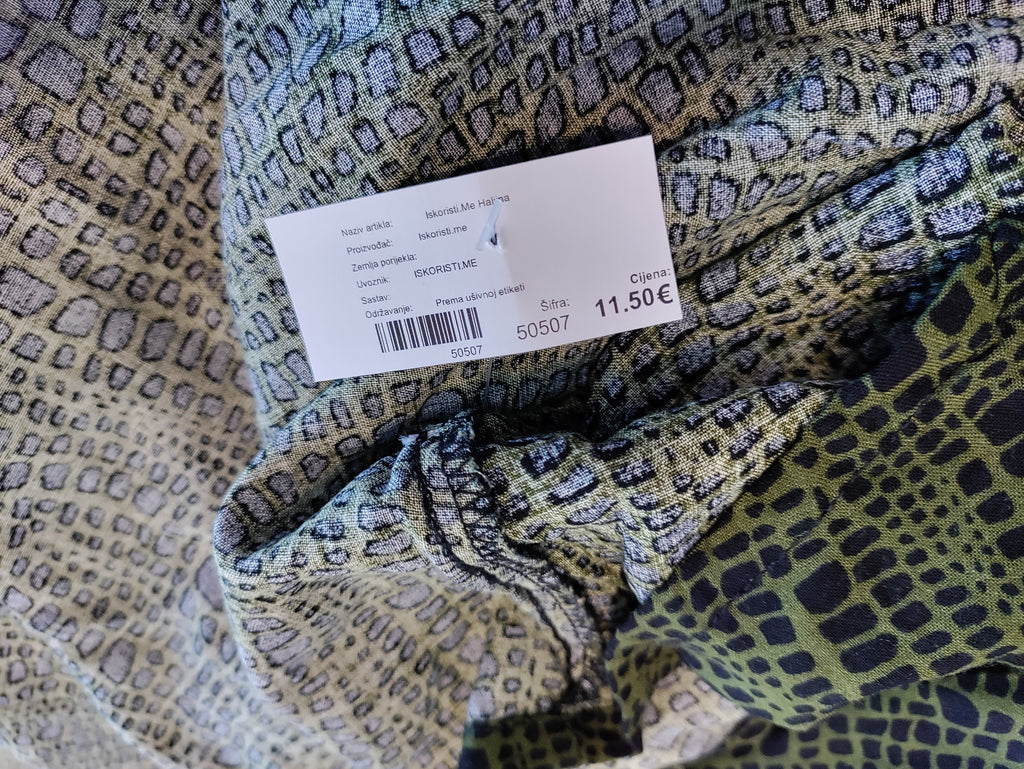 Naziv artikla: Iskoristi.Me Haljina
Proizvođač: Iskoristi.me
Zemlja porijekla:
Uvoznik: ISKORISTI.ME
Sastav:
Održavanje: Prema ušivnoj etiketi
50507
Šifra:
50507
Cijena:
11.50€